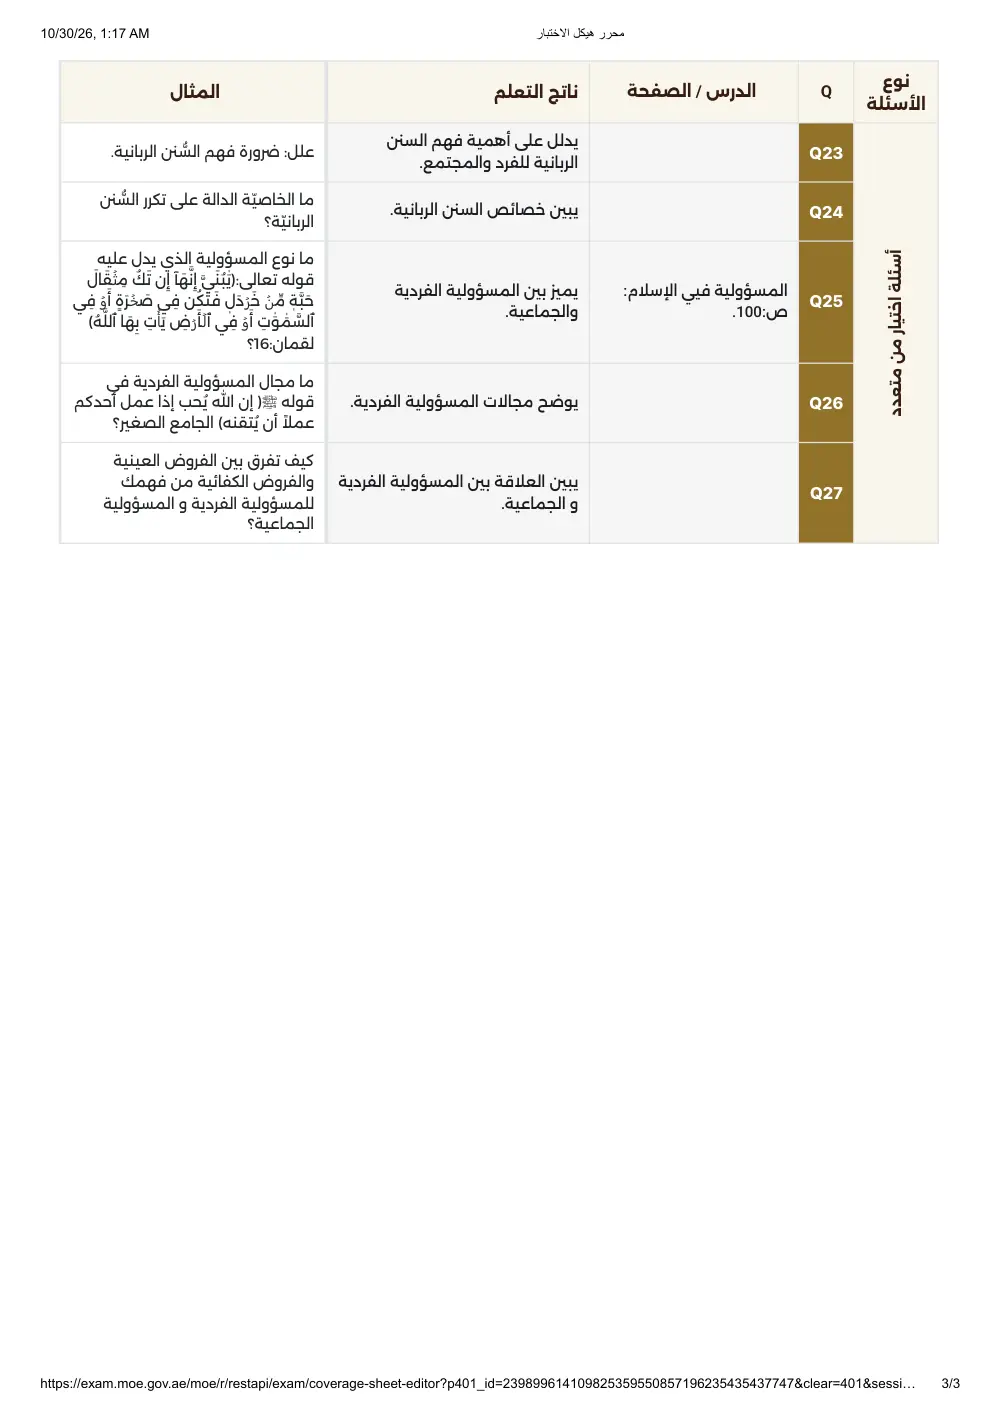 10/30/26, 1:17 AM
محرر هيكل الاختبار
نوع
الأسئلة
Q
الدرس / الصفحة
ناتج التعلم
المثال
أسئلة اختيار من متعدد
Q23
يدلل على أهمية فهم السنن
الربانية للفرد والمجتمع.
علل: ضرورة فهم السُّنن الربانية.
Q24
يبين خصائص السنن الربانية.
ما الخاصيّة الدالة على تكرر السُّنن
الربانيّة؟
Q25
المسؤولية فيي الإسلام:
ص:100.
يميز بين المسؤولية الفردية
والجماعية.
ما نوع المسؤولية الذي يدل عليه
قوله تعالى:(يَٰبُنَيَّ إِنَّهَآ إِن تَكُ مِثۡقَالَ
حَبَّةٖ مِّنۡ خَرۡدَلٖ فَتَكُن فِي صَخۡرَةٍ أَوۡ فِي
ٱلسَّمَٰوَٰتِ أَوۡ فِي ٱلۡأَرۡضِ يَأۡتِ بِهَا ٱللَّهُ)
لقمان:16؟
Q26
يوضح مجالات المسؤولية الفردية.
ما مجال المسؤولية الفردية في
قوله ﷺ( إن الله يُحب إذا عمل أحدكم
عملاً أن يُتقنه) الجامع الصغير؟
Q27
يبين العلاقة بين المسؤولية الفردية
و الجماعية.
كيف تفرق بين الفروض العينية
والفروض الكفائية من فهمك
للمسؤولية الفردية و المسؤولية
الجماعية؟
https://exam.moe.gov.ae/moe/r/restapi/exam/coverage-sheet-editor?p401_id=239899614109825359550857196235435437747&clear=401&sessi…
3/3